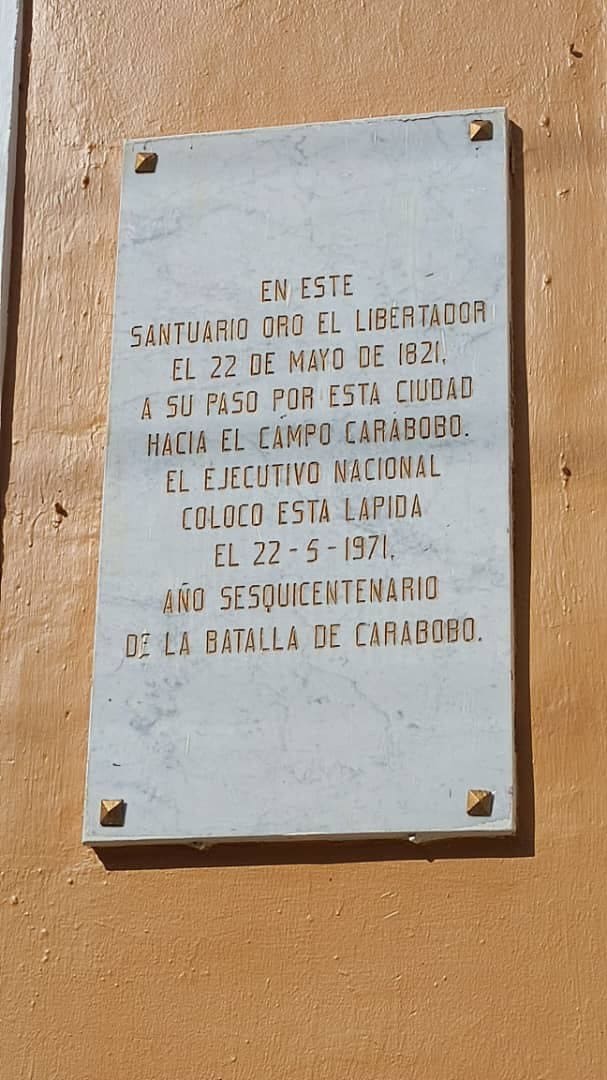 EN ESTE
SANTUARIO ORO EL LIBERTADOR
EL 22 DE MAYO DE 1821,
A SU PASO POR ESTA CIUDAD
HACIA EL CAMPO CARABOBO.
EL EJECUTIVO NACIONAL
COLOCO ESTA LAPIDA
EL 22-5-1971,
AÑO SESQUICENTENARIO
DE LA BATALLA DE CARABOBO.